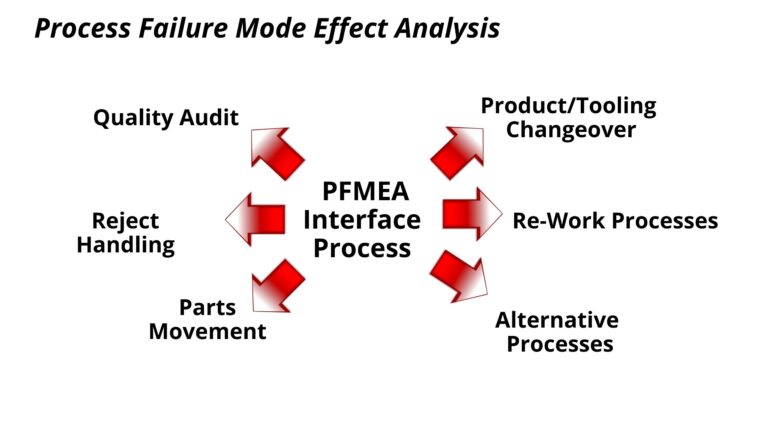 Process Failure Mode Effect Analysis
Quality Audit
Product/Tooling
Changeover
PFMEA
Interface
Process
Reject
Handling
Re-Work Processes
Parts
Movement
Alternative
Processes